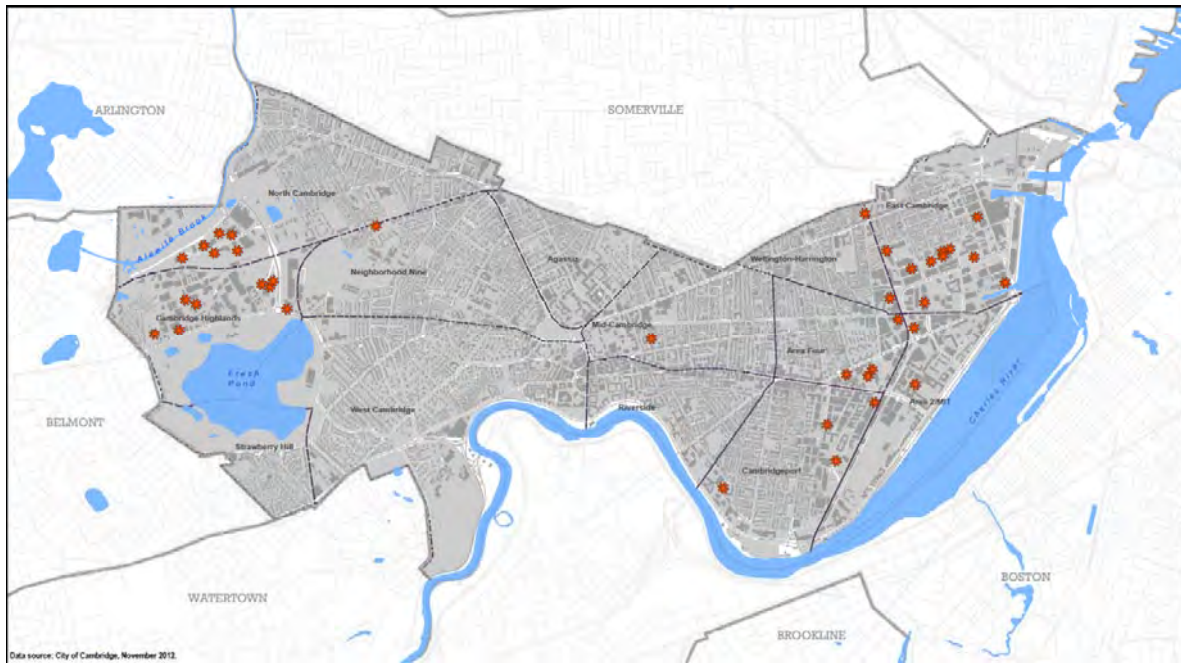 ARLINGTON
SOMERVILLE
North Cambridge
East Cambridge
Alewife Brook
Neighborhood Nine
Agassiz
Wellington-Harrington
Cambridge Highlands
Mid-Cambridge
Area Four
Fresh
Pond
Charles River
BELMONT
West Cambridge
Riverside
Area 2/MIT
Strawberry Hill
Cambridgeport
WATERTOWN
BOSTON
BROOKLINE
Data source: City of Cambridge, November 2012.